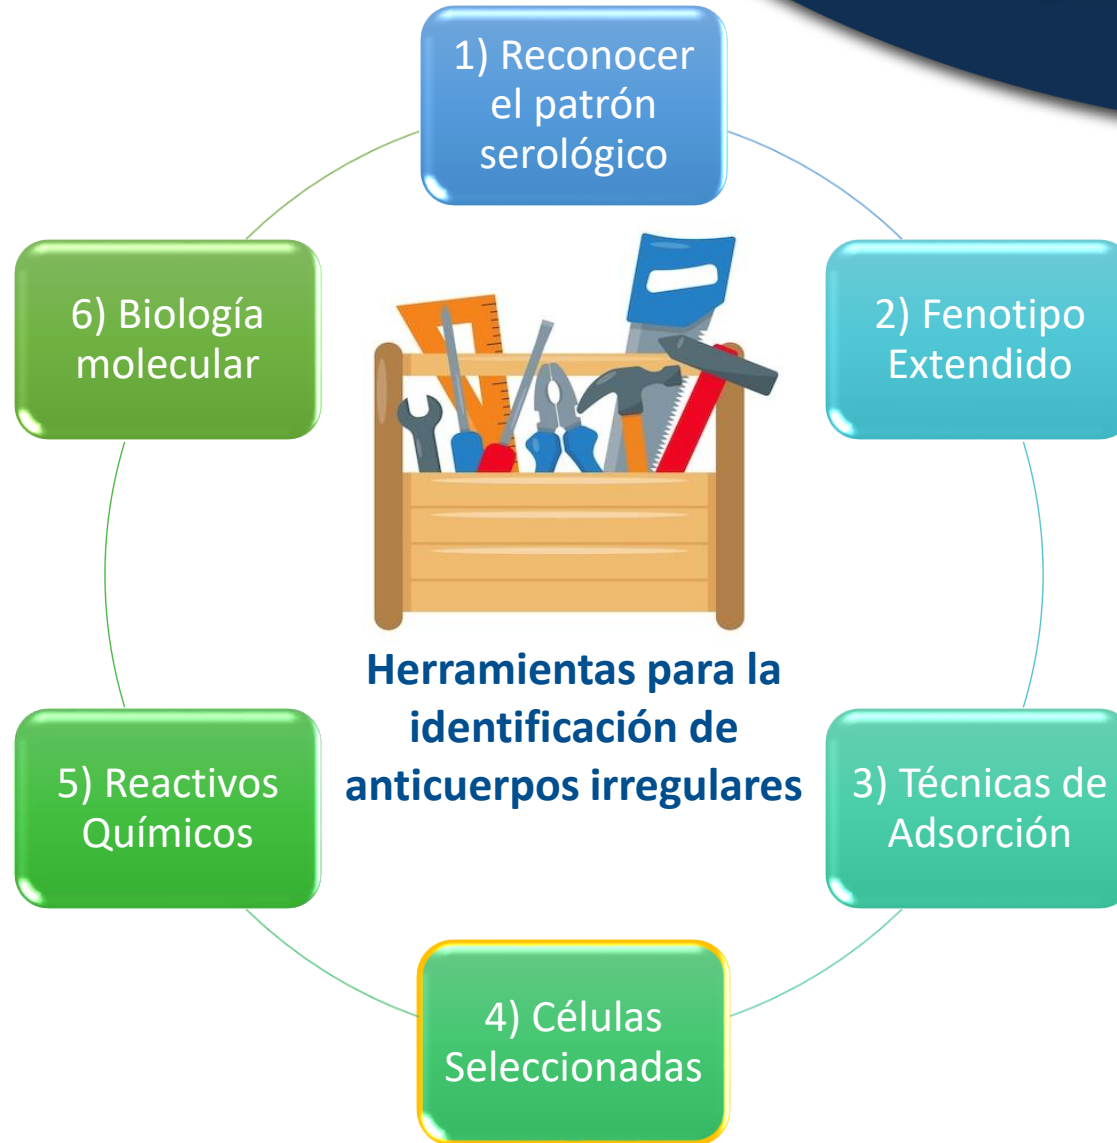 1) Reconocer
el patrón
serológico
2) Fenotipo
Extendido
3) Técnicas de
Adsorción
4) Células
Seleccionadas
5) Reactivos
Químicos
6) Biología
molecular
Herramientas para la
identificación de
anticuerpos irregulares